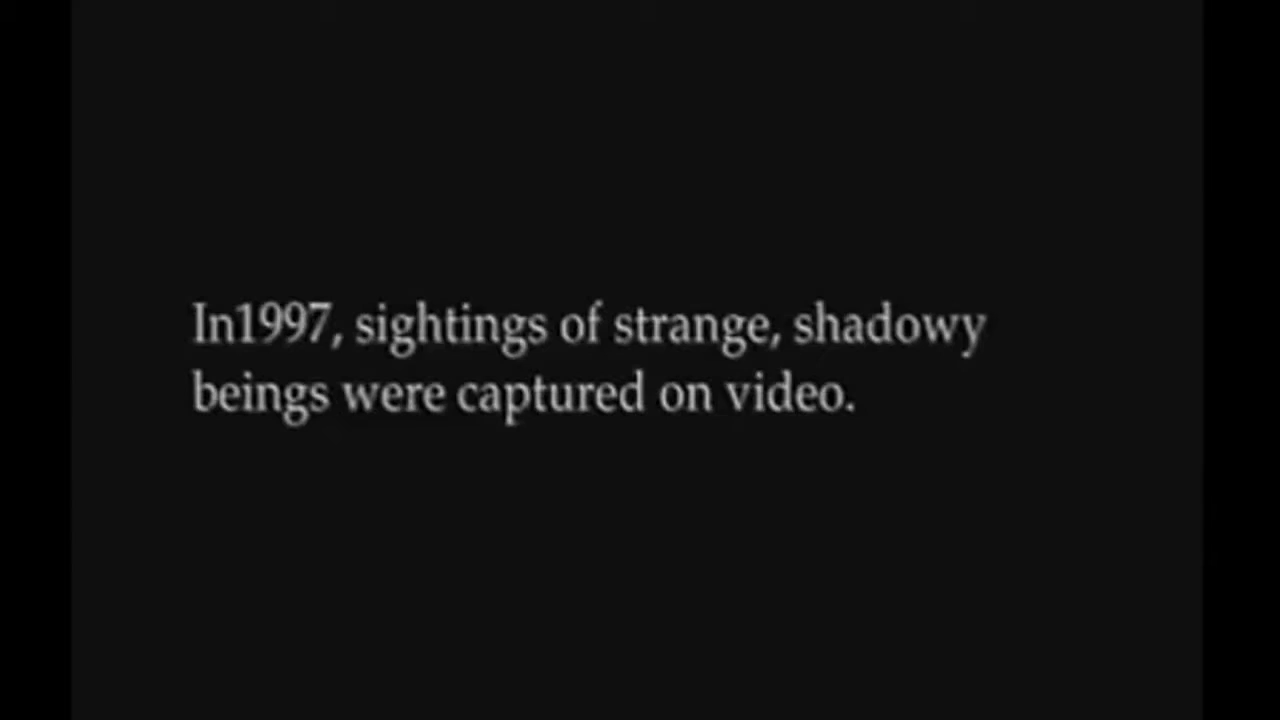 In1997, sightings of strange, shadowy
beings were captured on video.